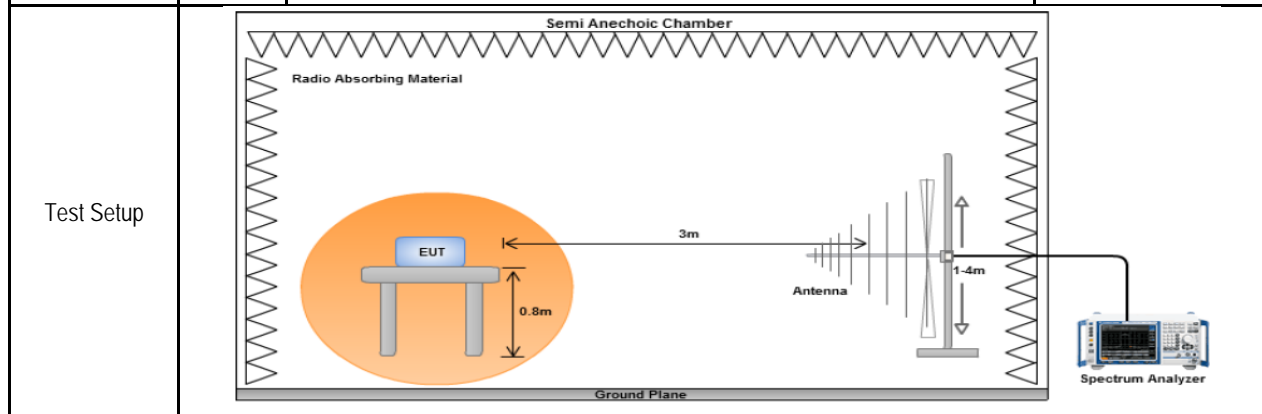 Semi Anechoic Chamber
Radio Absorbing Material
Test Setup
EUT
3m
0.8m
Antenna
1-4m
Spectrum Analyzer
Ground Plane